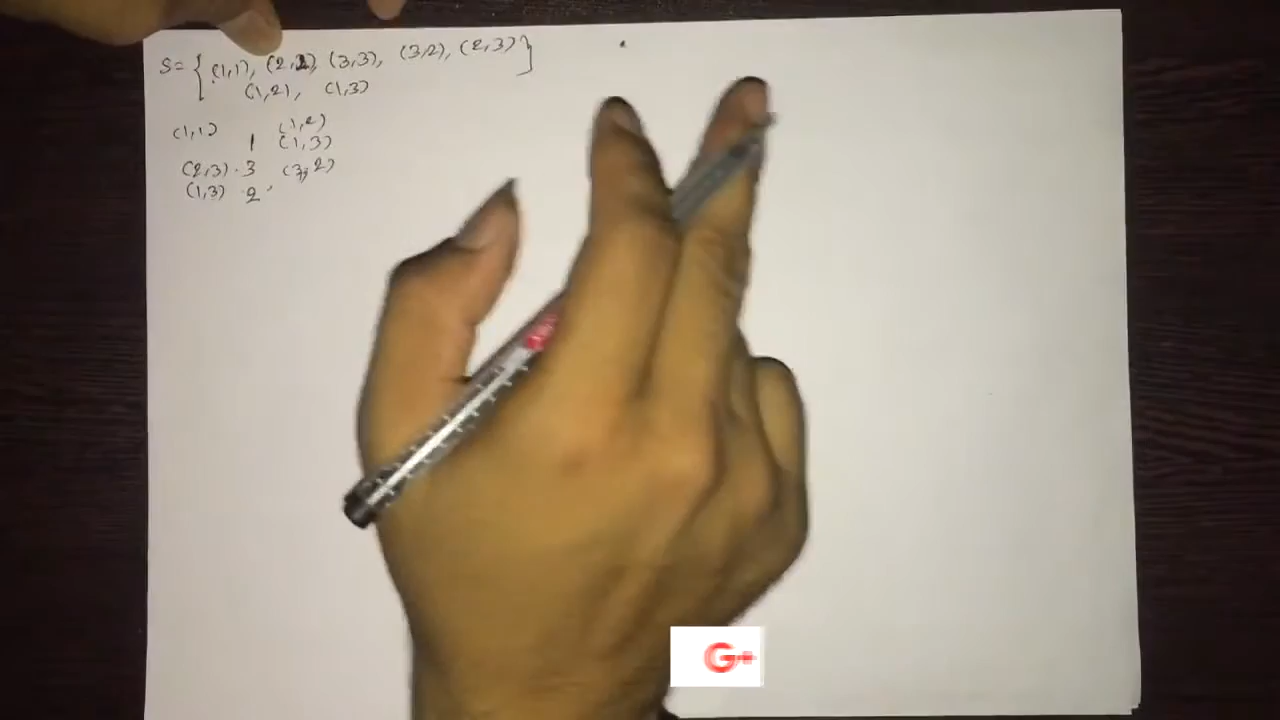 S = { (1,1), (2,2), (3,3), (3,2), (2,3) }
(1,2), (1,3)
(1,1) (1,2)
1 (1,3)
(2,3) · 3 (3,2)
(1,3) · 2
G+